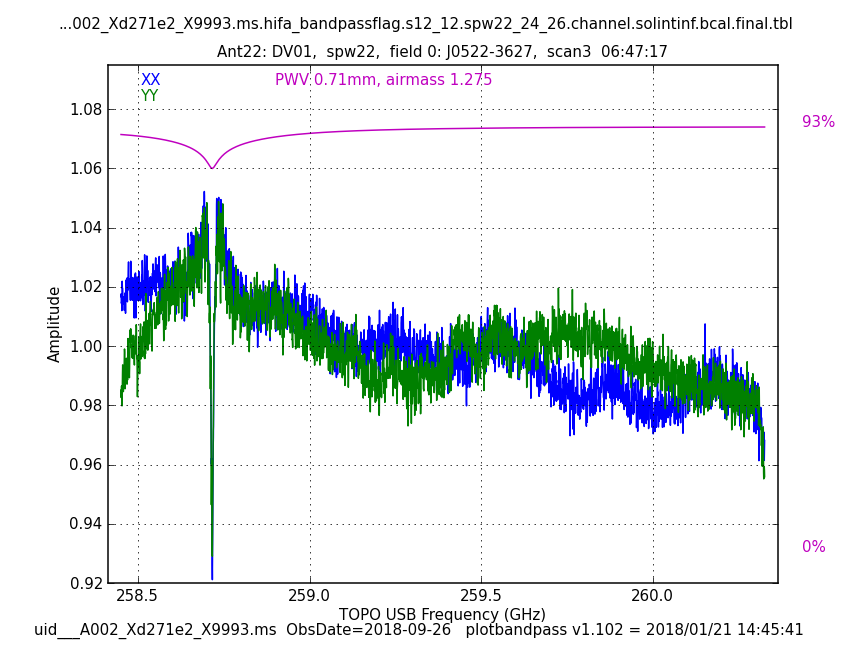 ...002_Xd271e2_X9993.ms.hifa_bandpassflag.s12_12.spw22_24_26.channel.solintinf.bcal.final.tbl
Ant22: DV01,  spw22,  field 0: J0522-3627,  scan3  06:47:17
XX
PWV 0.71mm, airmass 1.275
YY
1.08
93%
1.06
1.04
1.02
1.00
Amplitude
0.98
0.96
0.94
0%
0.92
258.5
259.0
259.5
260.0
TOPO USB Frequency (GHz)
uid___A002_Xd271e2_X9993.ms  ObsDate=2018-09-26   plotbandpass v1.102 = 2018/01/21 14:45:41